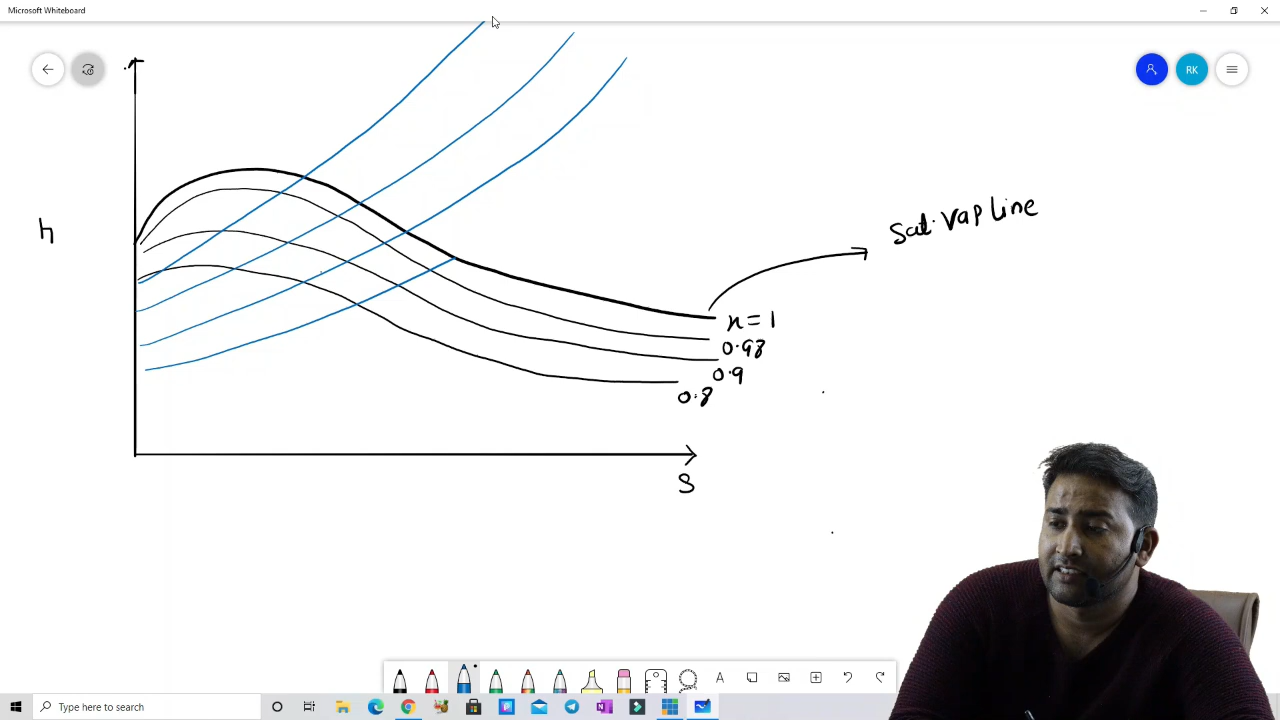 Microsoft Whiteboard
RK
h
Sat. Vap Line
x = 1
0.98
0.9
0.8
S
Type here to search